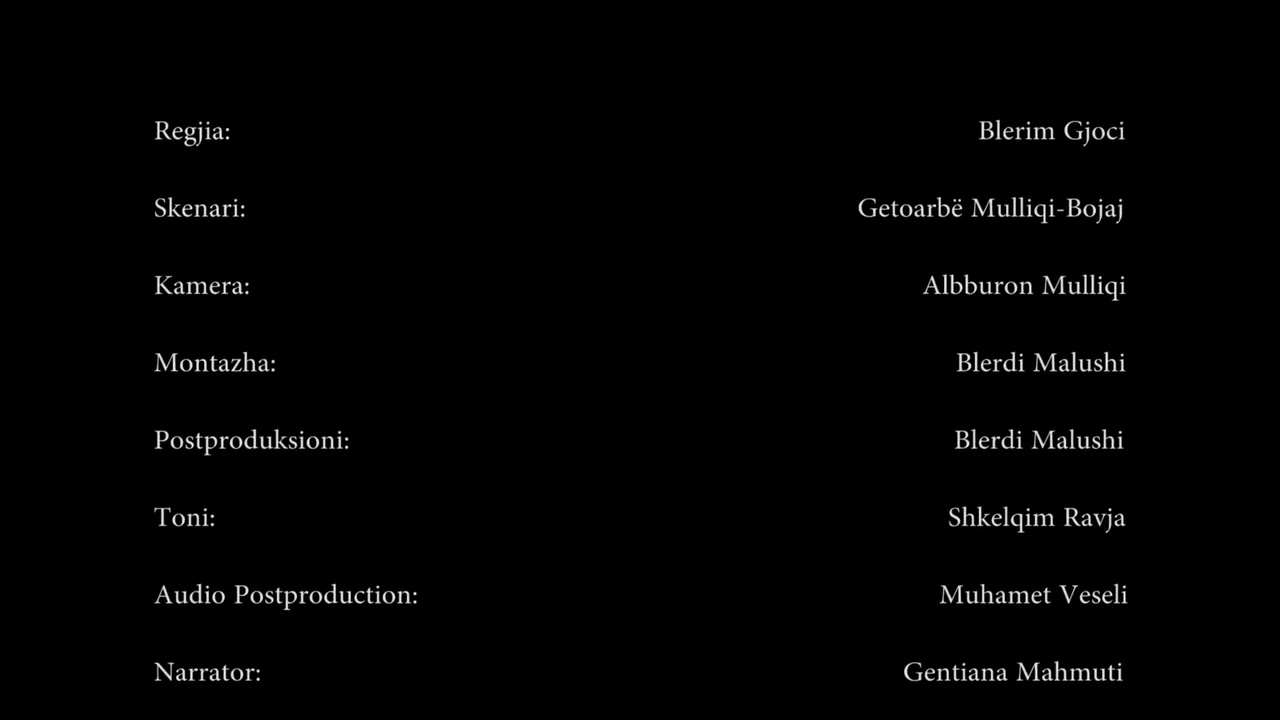 Regjia: Blerim Gjoci
Skenari: Getoarbë Mulliqi-Bojaj
Kamera: Albburon Mulliqi
Montazha: Blerdi Malushi
Postproduksioni: Blerdi Malushi
Toni: Shkelqim Ravja
Audio Postproduction: Muhamet Veseli
Narrator: Gentiana Mahmuti